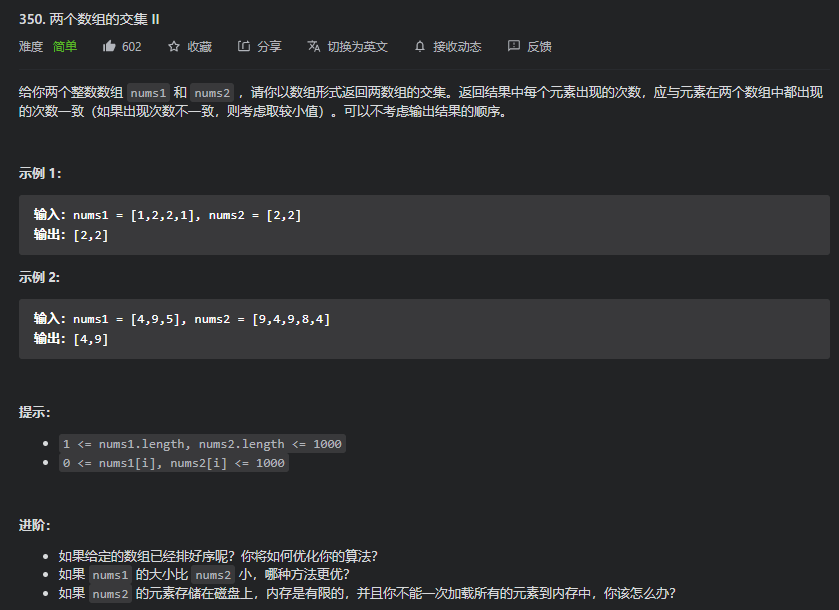 350. 两个数组的交集 II
难度 简单 602 收藏 分享 切换为英文 接收动态 反馈
给你两个整数数组 nums1 和 nums2 ，请你以数组形式返回两数组的交集。返回结果中每个元素出现的次数，应与元素在两个数组中都出现
的次数一致（如果出现次数不一致，则考虑取较小值）。可以不考虑输出结果的顺序。
示例 1：
输入：nums1 = [1,2,2,1], nums2 = [2,2]
输出：[2,2]
示例 2:
输入：nums1 = [4,9,5], nums2 = [9,4,9,8,4]
输出：[4,9]
提示：
1 <= nums1.length, nums2.length <= 1000
0 <= nums1[i], nums2[i] <= 1000
进阶：
如果给定的数组已经排好序呢？你将如何优化你的算法？
如果 nums1 的大小比 nums2 小，哪种方法更优？
如果 nums2 的元素存储在磁盘上，内存是有限的，并且你不能一次加载所有的元素到内存中，你该怎么办？